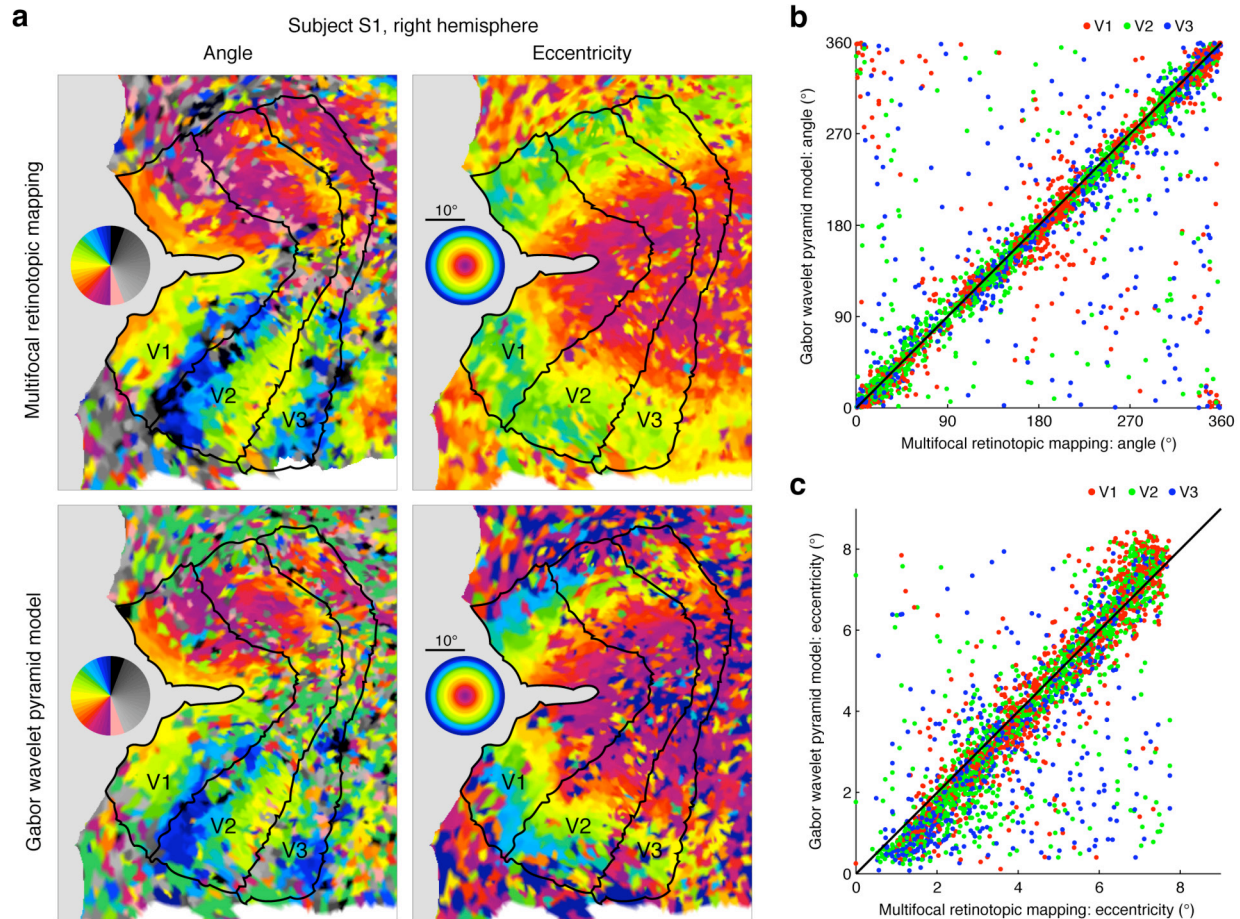 a
Subject S1, right hemisphere
Angle
Eccentricity
Multifocal retinotopic mapping
10°
V1
V2
V3
V1
V2
V3
Gabor wavelet pyramid model
10°
V1
V2
V3
V1
V2
V3
b
V1 V2 V3
Gabor wavelet pyramid model: angle (°)
360
270
180
90
0
0 90 180 270 360
Multifocal retinotopic mapping: angle (°)
c
V1 V2 V3
Gabor wavelet pyramid model: eccentricity (°)
8
6
4
2
0
0 2 4 6 8
Multifocal retinotopic mapping: eccentricity (°)